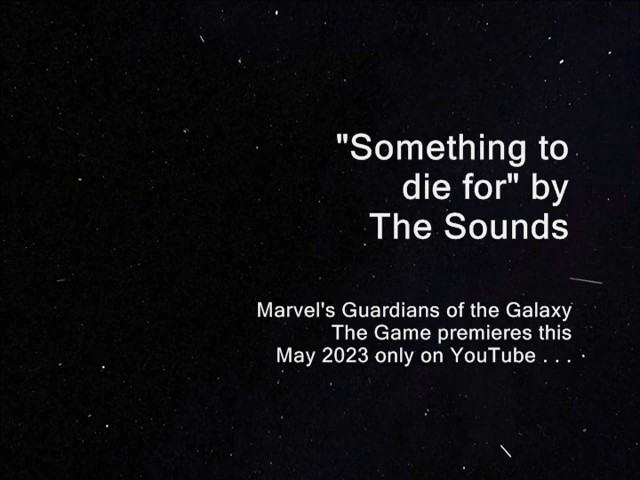 "Something to
die for" by
The Sounds
Marvel's Guardians of the Galaxy
The Game premieres this
May 2023 only on YouTube . . .